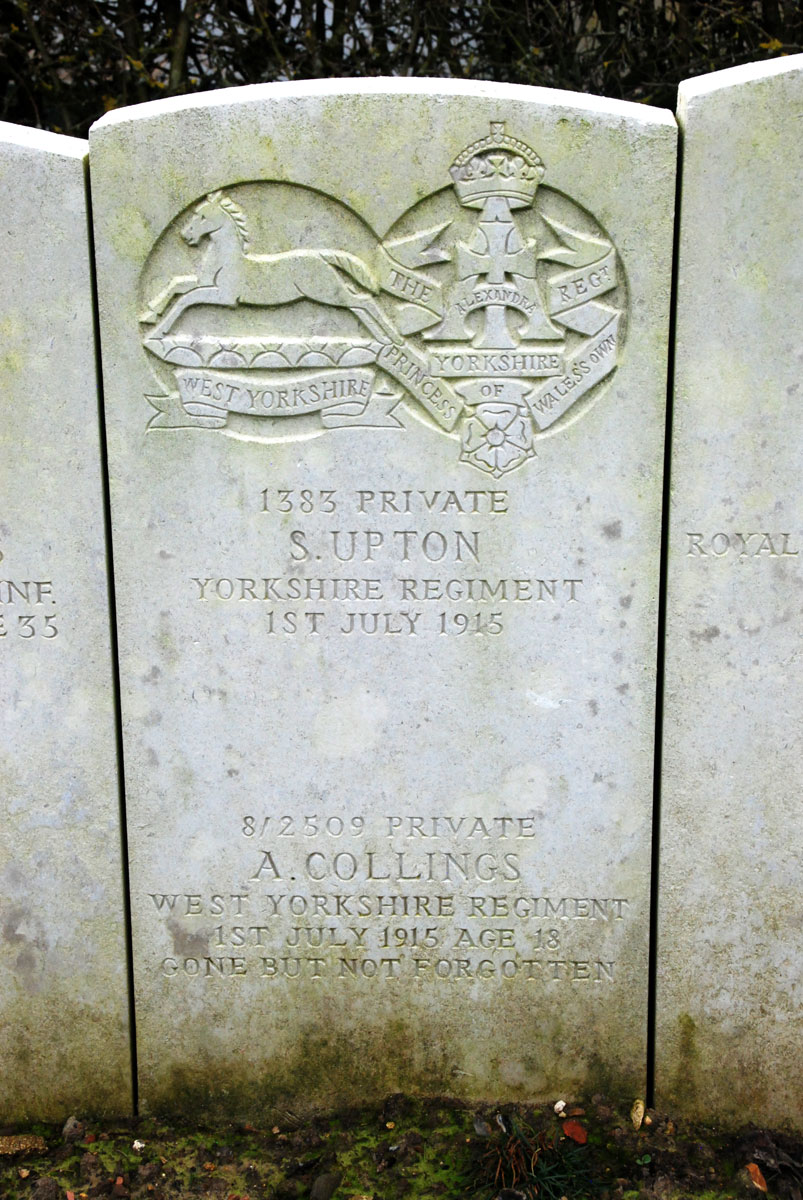 WEST YORKSHIRE
THE
REGT
ALEXANDRA
YORKSHIRE
PRINCESS
OF
WALES'S OWN
1383 PRIVATE
S. UPTON
YORKSHIRE REGIMENT
1ST JULY 1915
8/2509 PRIVATE
A. COLLINGS
WEST YORKSHIRE REGIMENT
1ST JULY 1915 AGE 18
GONE BUT NOT FORGOTTEN
INF.
35
ROYAL